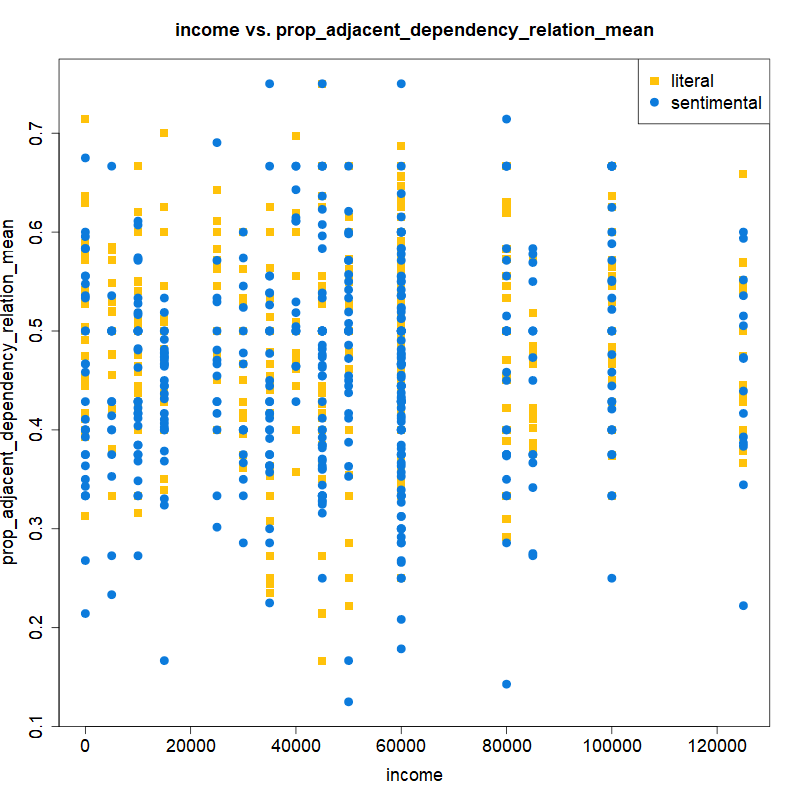 income vs. prop_adjacent_dependency_relation_mean
literal
sentimental
prop_adjacent_dependency_relation_mean
0.7
0.6
0.5
0.4
0.3
0.2
0.1
0 20000 40000 60000 80000 100000 120000
income